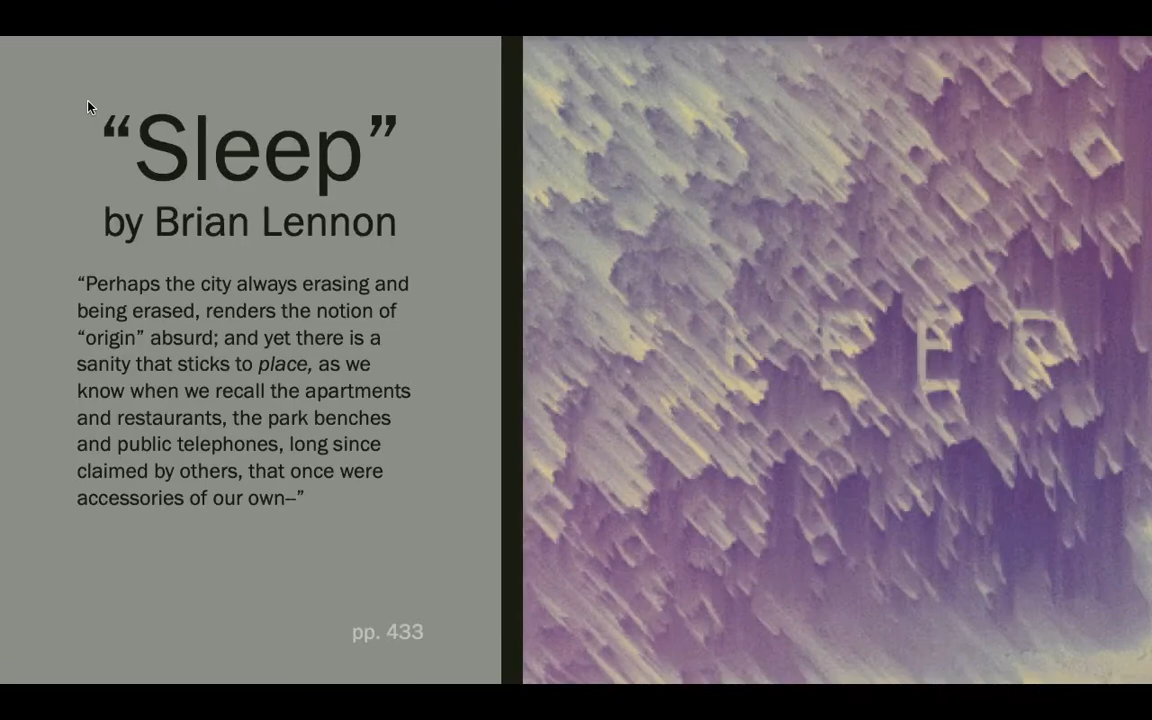 “Sleep”
by Brian Lennon
“Perhaps the city always erasing and
being erased, renders the notion of
“origin” absurd; and yet there is a
sanity that sticks to place, as we
know when we recall the apartments
and restaurants, the park benches
and public telephones, long since
claimed by others, that once were
accessories of our own–”
pp. 433
LEEP